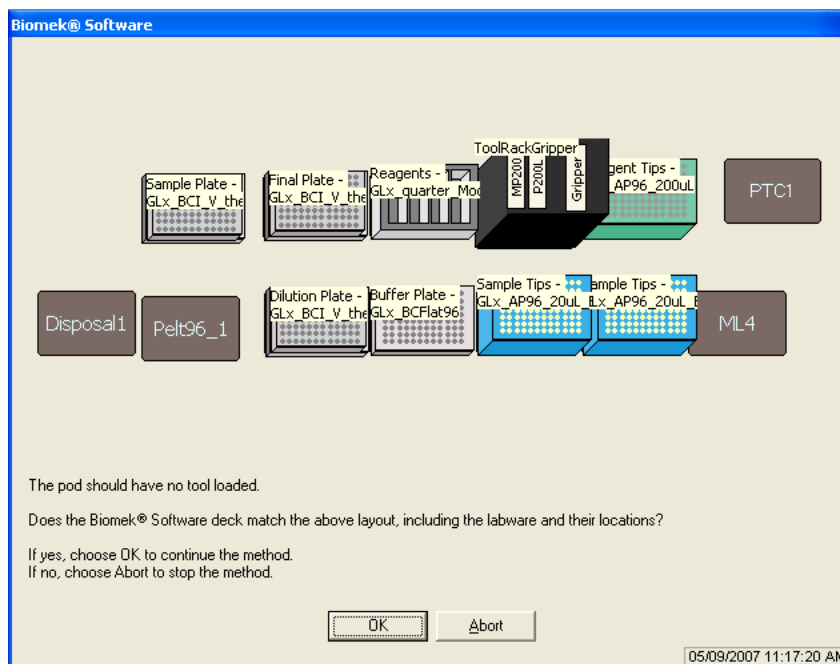 Biomek® Software
ToolRackGripper
MP200
P200L
Gripper
Sample Plate -
GLx_BCI_V_the
Final Plate -
GLx_BCI_V_the
Reagents -
GLx_quarter_Mod
gent Tips -
_AP96_200uL
PTC1
Disposal1
Pelt96_1
Dilution Plate -
GLx_BCI_V_the
Buffer Plate -
GLx_BCFlat96
Sample Tips -
GLx_AP96_20uL_
ample Tips -
Lx_AP96_20uL_B
ML4
The pod should have no tool loaded.
Does the Biomek® Software deck match the above layout, including the labware and their locations?
If yes, choose OK to continue the method.
If no, choose Abort to stop the method.
OK
Abort
05/09/2007 11:17:20 AM